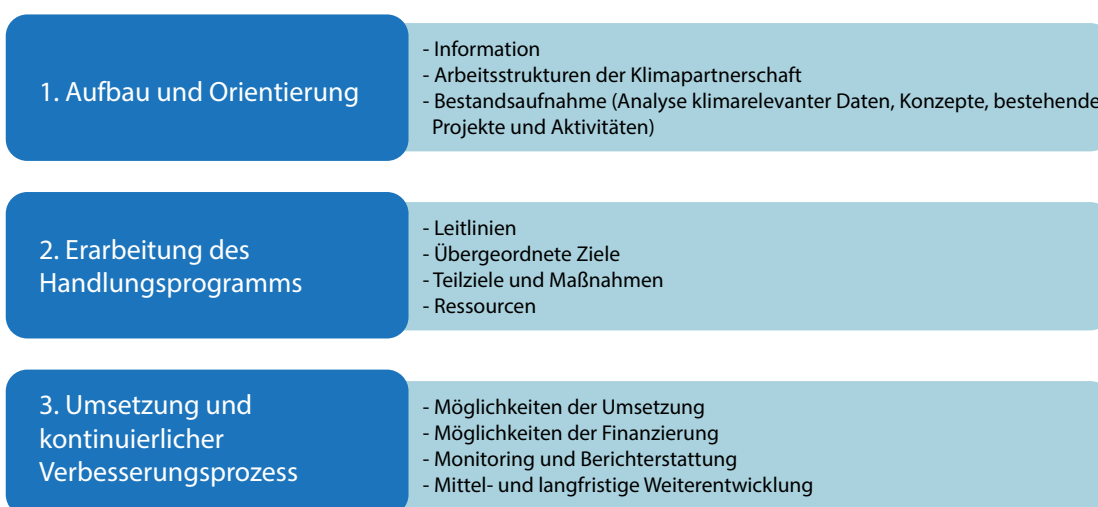 1. Aufbau und Orientierung
- Information
- Arbeitsstrukturen der Klimapartnerschaft
- Bestandsaufnahme (Analyse klimarelevanter Daten, Konzepte, bestehende
Projekte und Aktivitäten)
2. Erarbeitung des
Handlungsprogramms
- Leitlinien
- Übergeordnete Ziele
- Teilziele und Maßnahmen
- Ressourcen
3. Umsetzung und
kontinuierlicher
Verbesserungsprozess
- Möglichkeiten der Umsetzung
- Möglichkeiten der Finanzierung
- Monitoring und Berichterstattung
- Mittel- und langfristige Weiterentwicklung